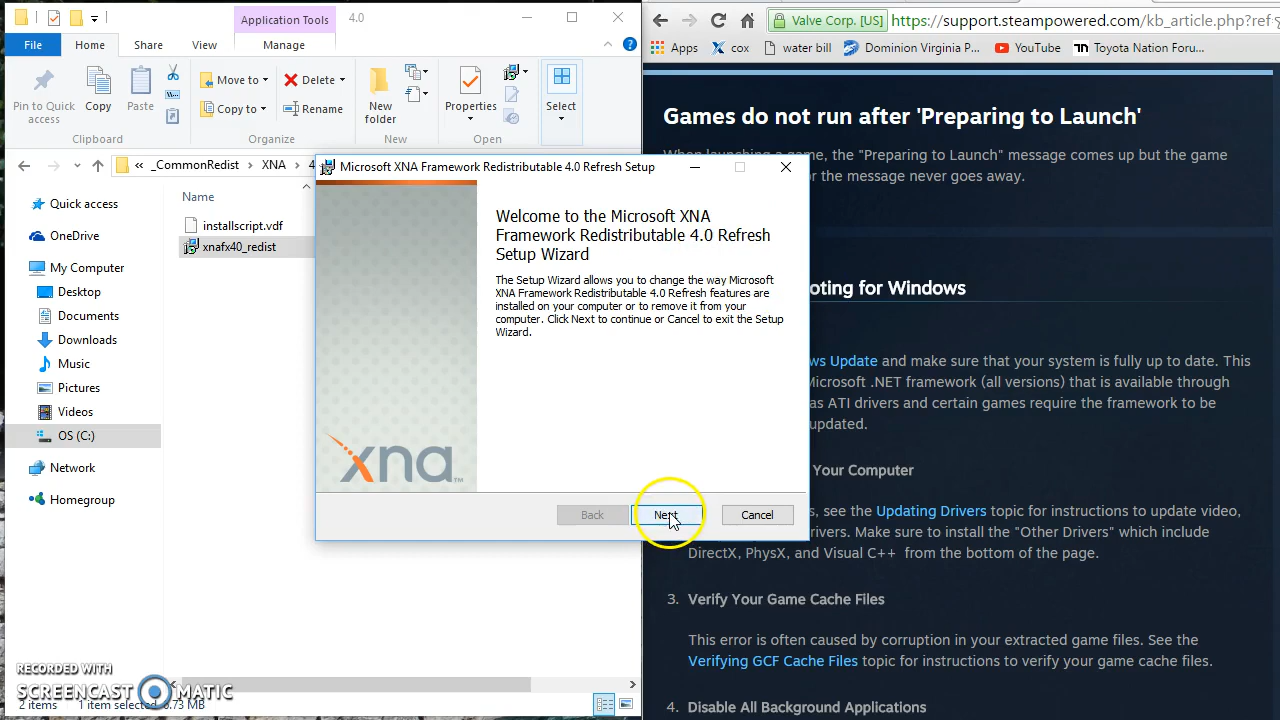 Application Tools
4.0
File
Home
Share
View
Manage
Pin to Quick access
Copy
Paste
Move to
Copy to
Delete
Rename
New folder
Properties
Open
Select
Clipboard
Organize
New
Open
« _CommonRedist > XNA > 4
Name
installscript.vdf
xnafx40_redist
Quick access
OneDrive
My Computer
Desktop
Documents
Downloads
Music
Pictures
Videos
OS (C:)
Network
Homegroup
2 items
1 item selected
.73 MB
RECORDED WITH
SCREENCAST MATIC
Microsoft XNA Framework Redistributable 4.0 Refresh Setup
Welcome to the Microsoft XNA
Framework Redistributable 4.0 Refresh
Setup Wizard
The Setup Wizard allows you to change the way Microsoft
XNA Framework Redistributable 4.0 Refresh features are
installed on your computer or to remove it from your
computer. Click Next to continue or Cancel to exit the Setup
Wizard.
xna™
Back
Next
Cancel
Valve Corp. [US]
https://support.steampowered.com/kb_article.php?ref
Apps
cox
water bill
Dominion Virginia P...
YouTube
Toyota Nation Foru...
Games do not run after 'Preparing to Launch'
When launching a game, the "Preparing to Launch" message comes up but the game
or the message never goes away.
oting for Windows
ws Update and make sure that your system is fully up to date. This
Microsoft .NET framework (all versions) that is available through
as ATI drivers and certain games require the framework to be
updated.
Your Computer
s, see the Updating Drivers topic for instructions to update video,
rivers. Make sure to install the "Other Drivers" which include
DirectX, PhysX, and Visual C++ from the bottom of the page.
3. Verify Your Game Cache Files
This error is often caused by corruption in your extracted game files. See the
Verifying GCF Cache Files topic for instructions to verify your game cache files.
4. Disable All Background Applications